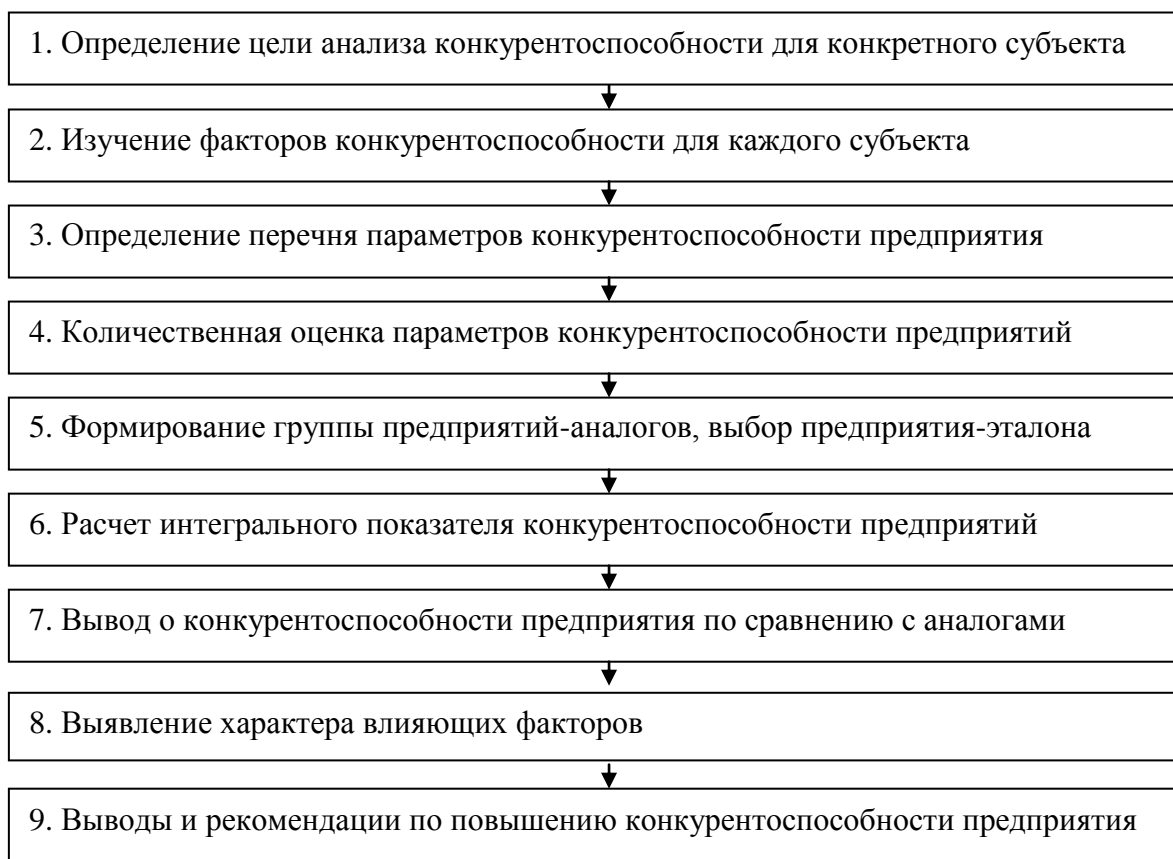 1. Определение цели анализа конкурентоспособности для конкретного субъекта
2. Изучение факторов конкурентоспособности для каждого субъекта
3. Определение перечня параметров конкурентоспособности предприятия
4. Количественная оценка параметров конкурентоспособности предприятий
5. Формирование группы предприятий-аналогов, выбор предприятия-эталона
6. Расчет интегрального показателя конкурентоспособности предприятий
7. Вывод о конкурентоспособности предприятия по сравнению с аналогами
8. Выявление характера влияющих факторов
9. Выводы и рекомендации по повышению конкурентоспособности предприятия